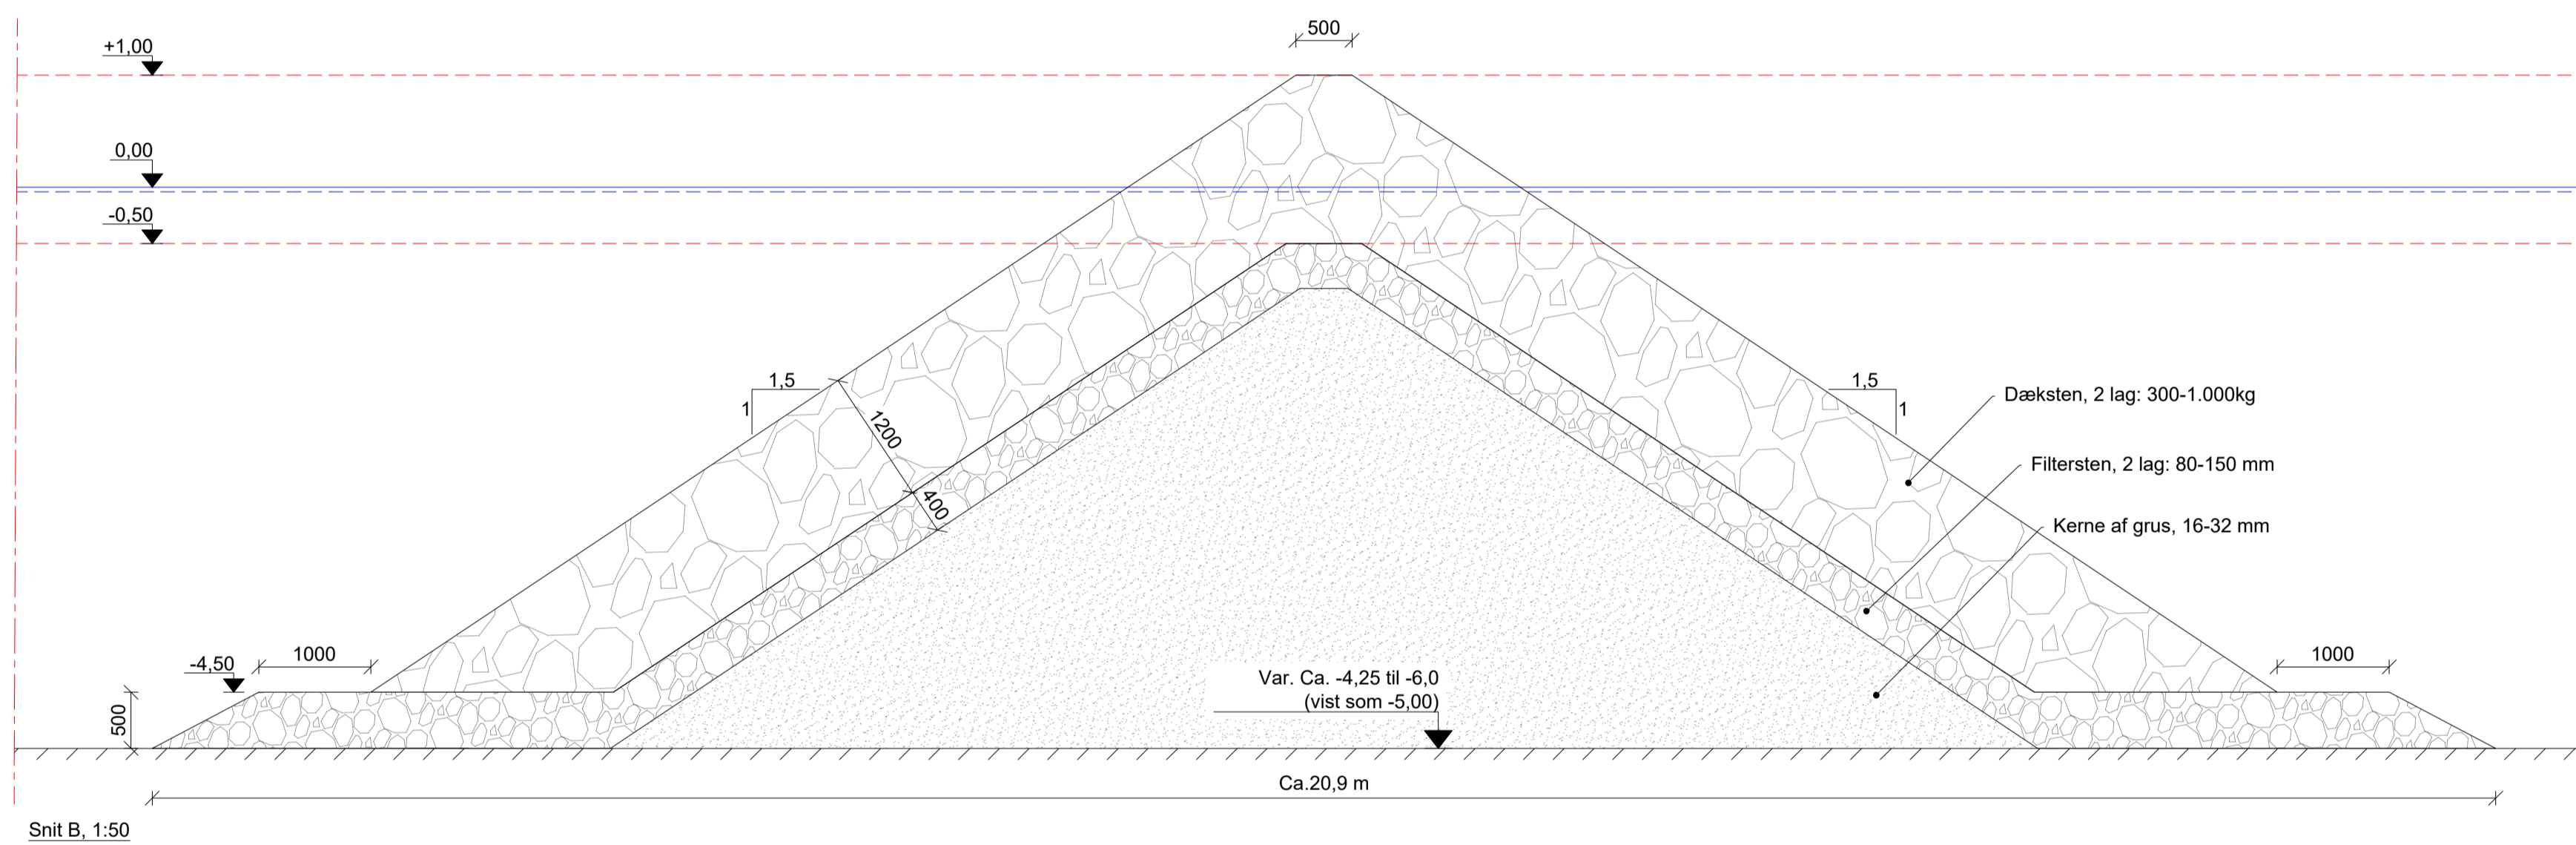 500
+1,00
0,00
-0,50
1,5
1
1200
400
1,5
1
Dæksten, 2 lag: 300-1.000kg
Filtersten, 2 lag: 80-150 mm
Kerne af grus, 16-32 mm
-4,50
1000
1000
500
Var. Ca. -4,25 til -6,0
(vist som -5,00)
Ca.20,9 m
Snit B, 1:50